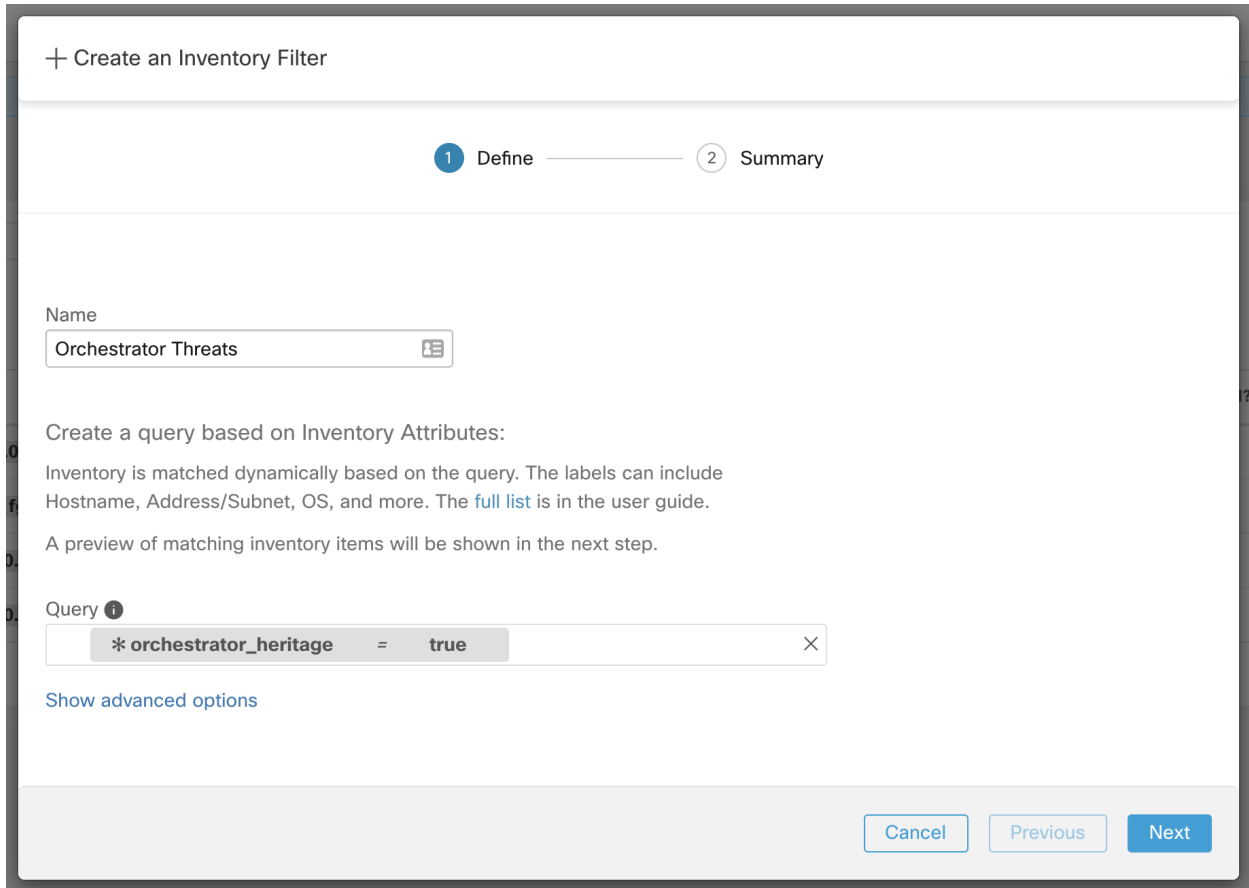 Create an Inventory Filter
1 Define 2 Summary
Name
Orchestrator Threats
Create a query based on Inventory Attributes:
Inventory is matched dynamically based on the query. The labels can include
Hostname, Address/Subnet, OS, and more. The full list is in the user guide.
A preview of matching inventory items will be shown in the next step.
Query
* orchestrator_heritage = true
Show advanced options
Cancel Previous Next